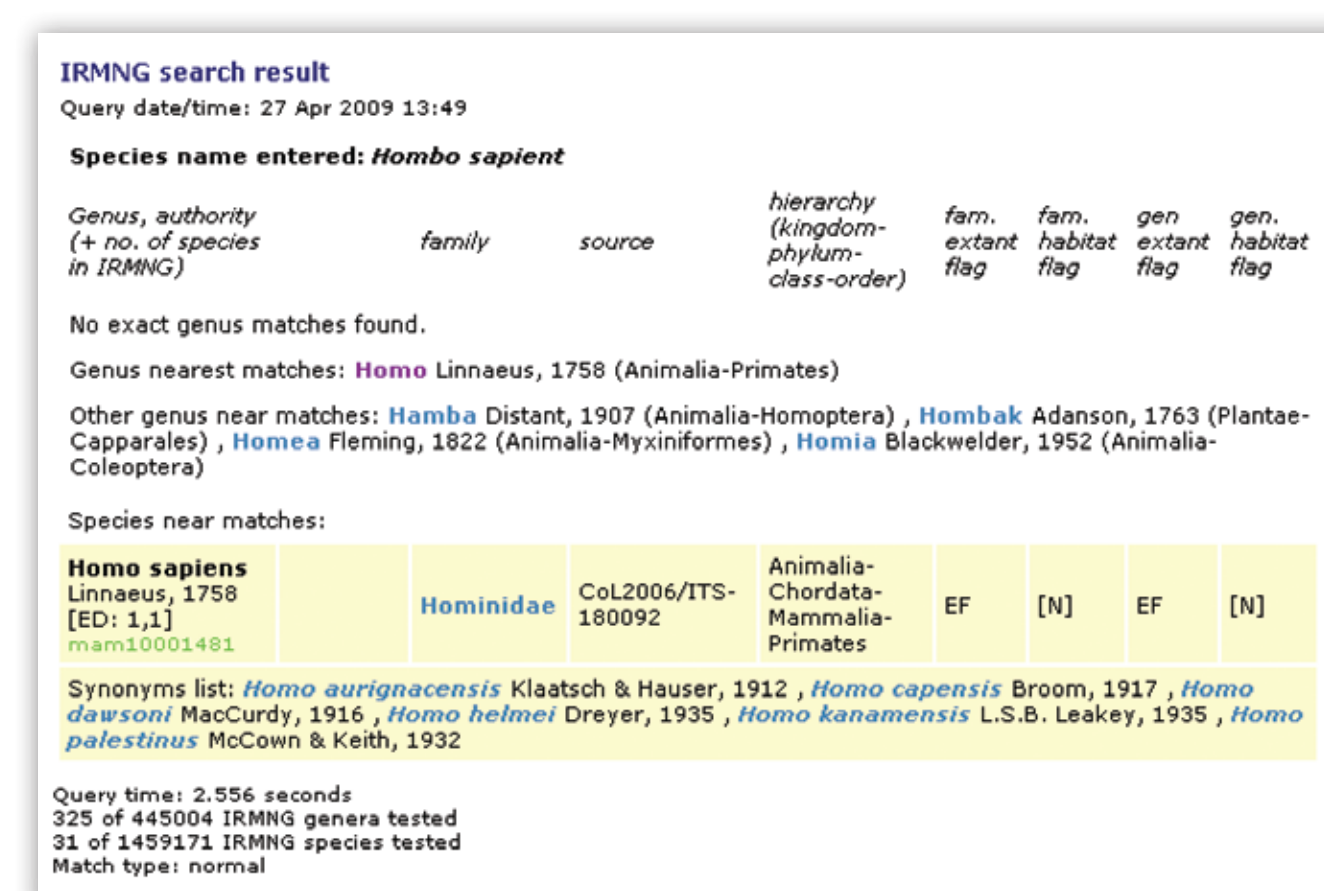 IRMNG search result
Query date/time: 27 Apr 2009 13:49
Species name entered: Hombo sapient
Genus, authority
(+ no. of species
in IRMNG)
family
source
hierarchy
(kingdom-
phylum-
class-order)
fam.
extant
flag
fam.
habitat
flag
gen
extant
flag
gen.
habitat
flag
No exact genus matches found.
Genus nearest matches: Homo Linnaeus, 1758 (Animalia-Primates)
Other genus near matches: Hamba Distant, 1907 (Animalia-Homoptera) , Hombak Adanson, 1763 (Plantae-
Capparales) , Homea Fleming, 1822 (Animalia-Myxiniformes) , Homia Blackwelder, 1952 (Animalia-
Coleoptera)
Species near matches:
Homo sapiens
Linnaeus, 1758
[ED: 1,1]
mam10001481
Hominidae
CoL2006/ITS-
180092
Animalia-
Chordata-
Mammalia-
Primates
EF
[N]
EF
[N]
Synonyms list: Homo aurignacensis Klaatsch & Hauser, 1912 , Homo capensis Broom, 1917 , Homo
dawsoni MacCurdy, 1916 , Homo helmei Dreyer, 1935 , Homo kanamensis L.S.B. Leakey, 1935 , Homo
palestinus McCown & Keith, 1932
Query time: 2.556 seconds
325 of 445004 IRMNG genera tested
31 of 1459171 IRMNG species tested
Match type: normal